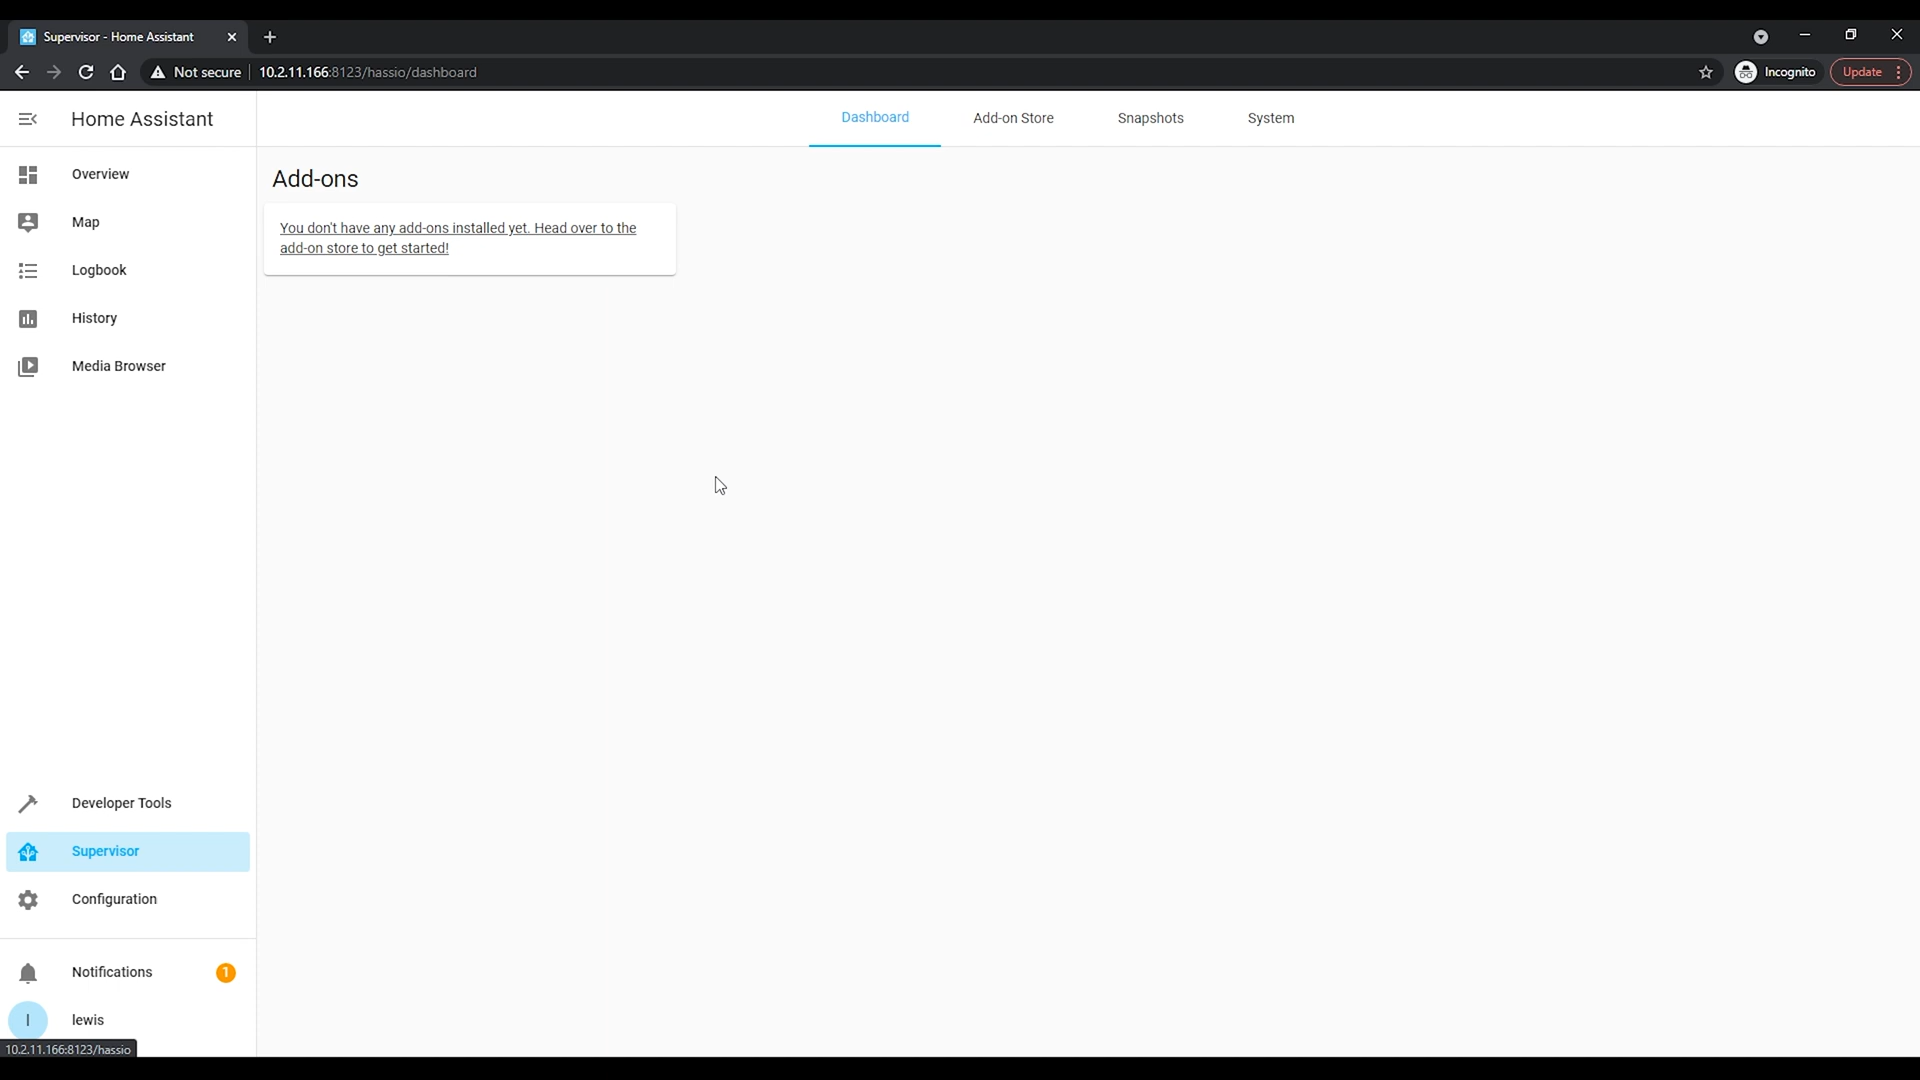 Supervisor - Home Assistant
Not secure
10.2.11.166:8123/hassio/dashboard
Incognito
Update
Home Assistant
Dashboard
Add-on Store
Snapshots
System
Overview
Map
Logbook
History
Media Browser
Add-ons
You don't have any add-ons installed yet. Head over to the
add-on store to get started!
Developer Tools
Supervisor
Configuration
Notifications
1
l
lewis
10.2.11.166:8123/hassio